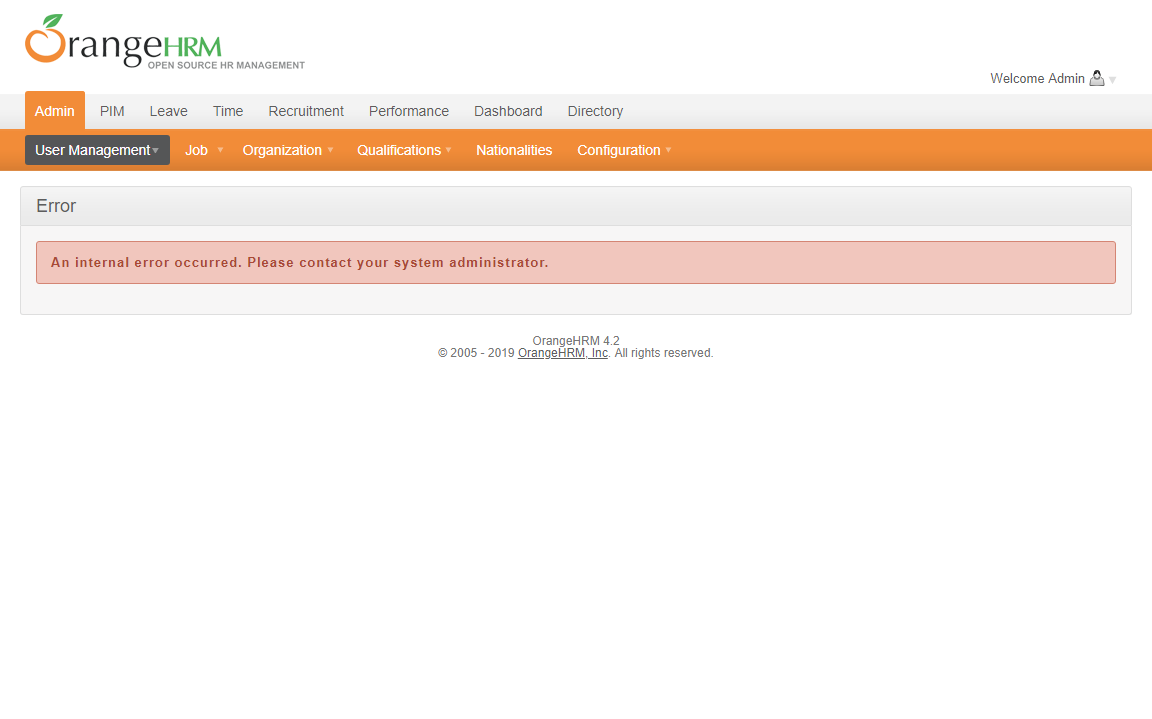 OrangeHRM
OPEN SOURCE HR MANAGEMENT
Welcome Admin
Admin PIM Leave Time Recruitment Performance Dashboard Directory
User Management Job Organization Qualifications Nationalities Configuration
Error
An internal error occurred. Please contact your system administrator.
OrangeHRM 4.2
© 2005 - 2019 OrangeHRM, Inc. All rights reserved.